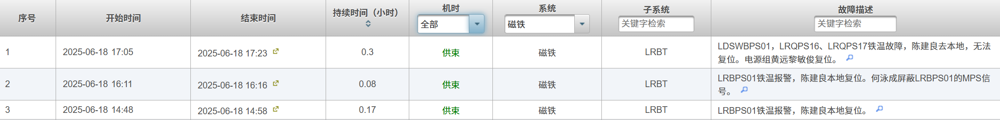 序号 开始时间 结束时间 持续时间（小时） 机时 系统 子系统 故障描述
全部 磁铁 关键字检索 关键字检索
1 2025-06-18 17:05 2025-06-18 17:23 0.3 供束 磁铁 LRBT LDSWBPS01，LRQPS16、LRQPS17铁温故障，陈建良去本地，无法
复位。电源组黄远黎敏俊复位。
2 2025-06-18 16:11 2025-06-18 16:16 0.08 供束 磁铁 LRBT LRBPS01铁温报警，陈建良本地复位。何泳成屏蔽LRBPS01的MPS信
号。
3 2025-06-18 14:48 2025-06-18 14:58 0.17 供束 磁铁 LRBT LRBPS01铁温报警，陈建良本地复位。